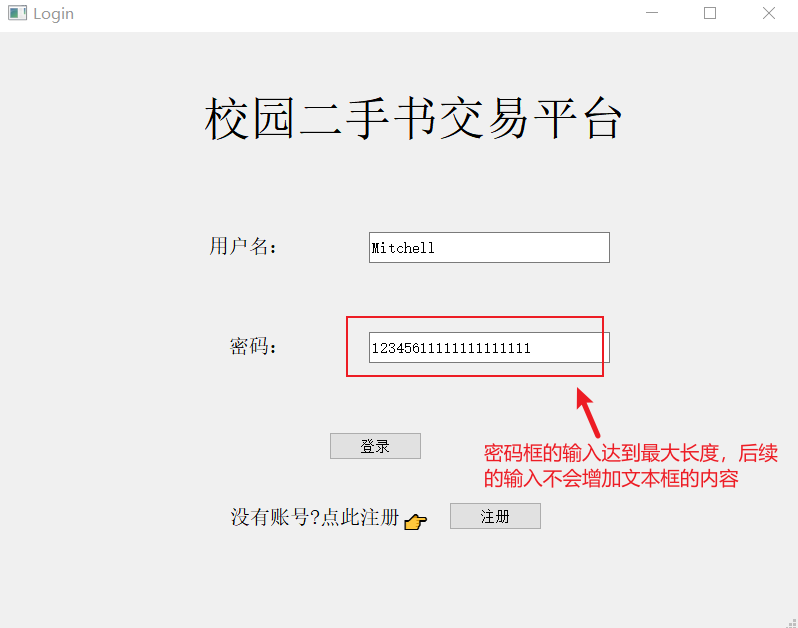 Login
校园二手书交易平台
用户名:
Mitchell
密码:
12345611111111111111
密码框的输入达到最大长度，后续
的输入不会增加文本框的内容
登录
没有账号?点此注册👉
注册